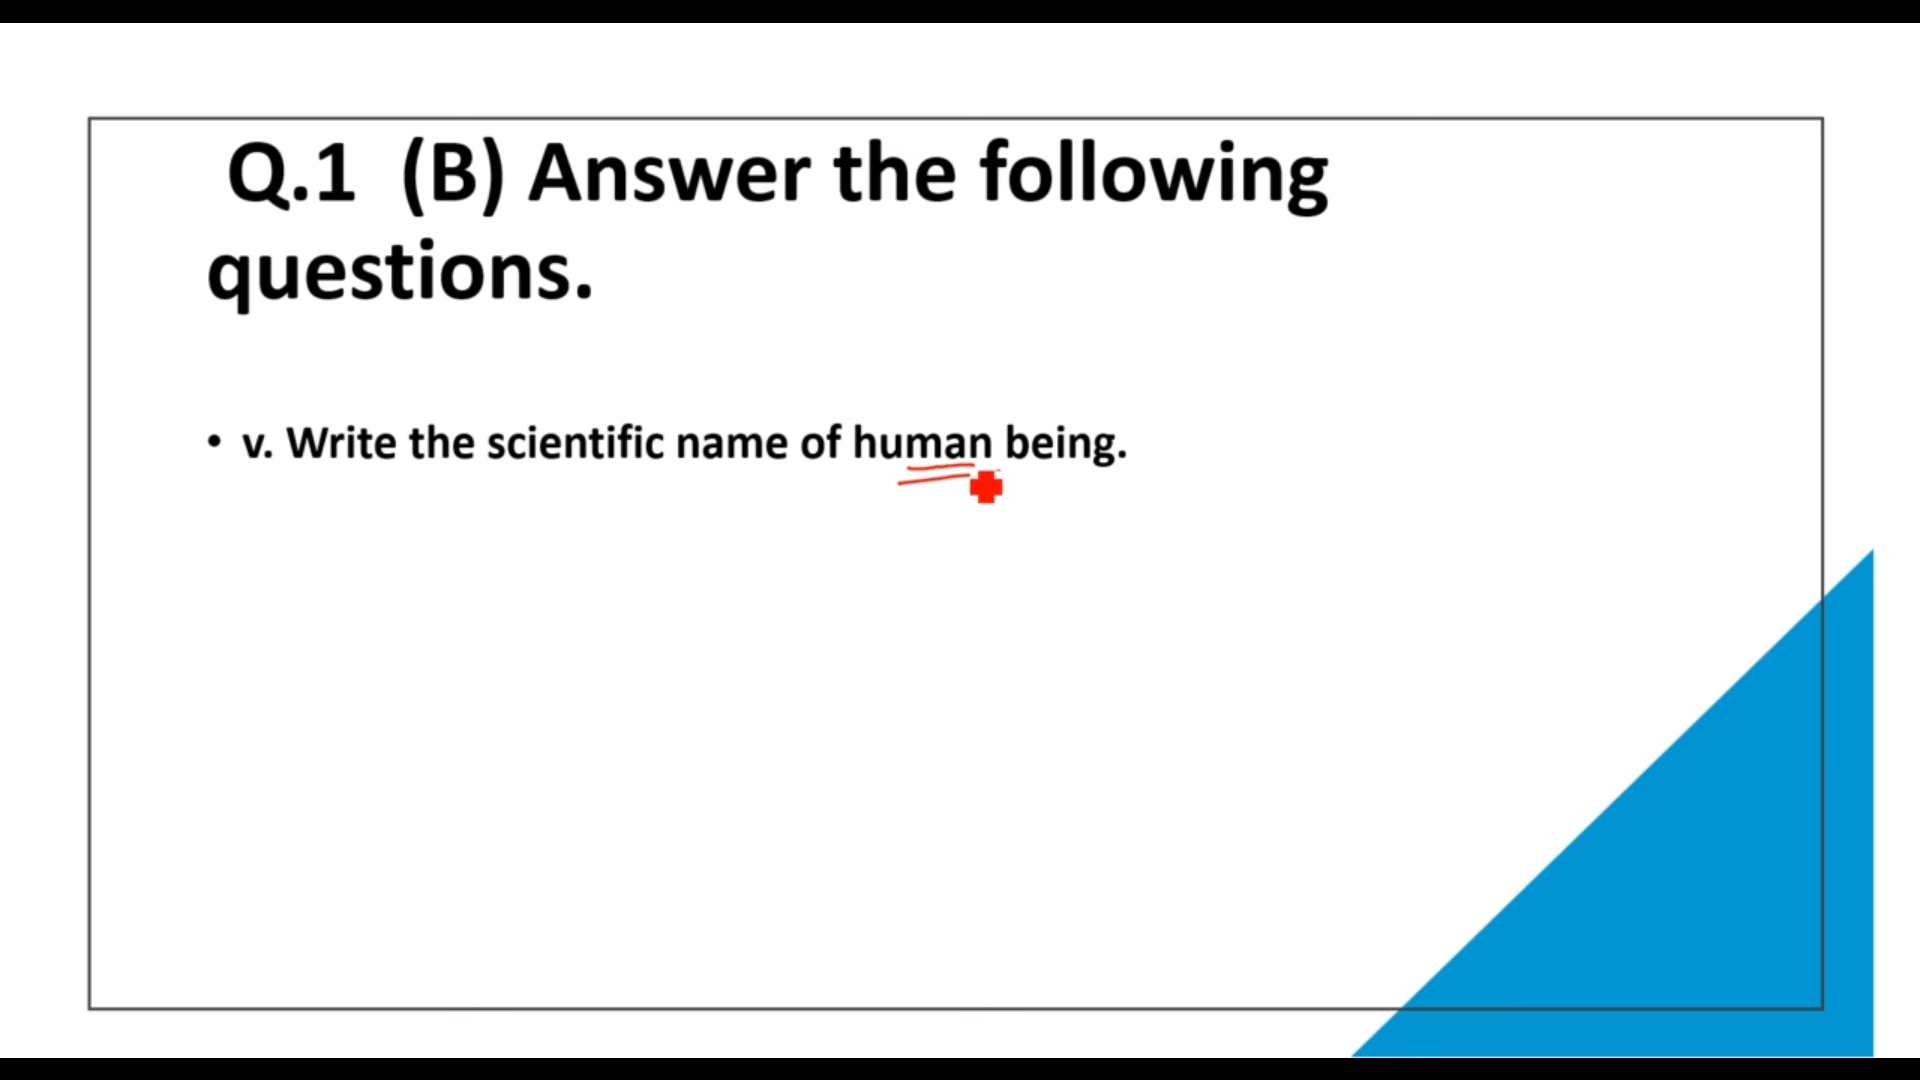 Q.1 (B) Answer the following
questions.
• v. Write the scientific name of human being.